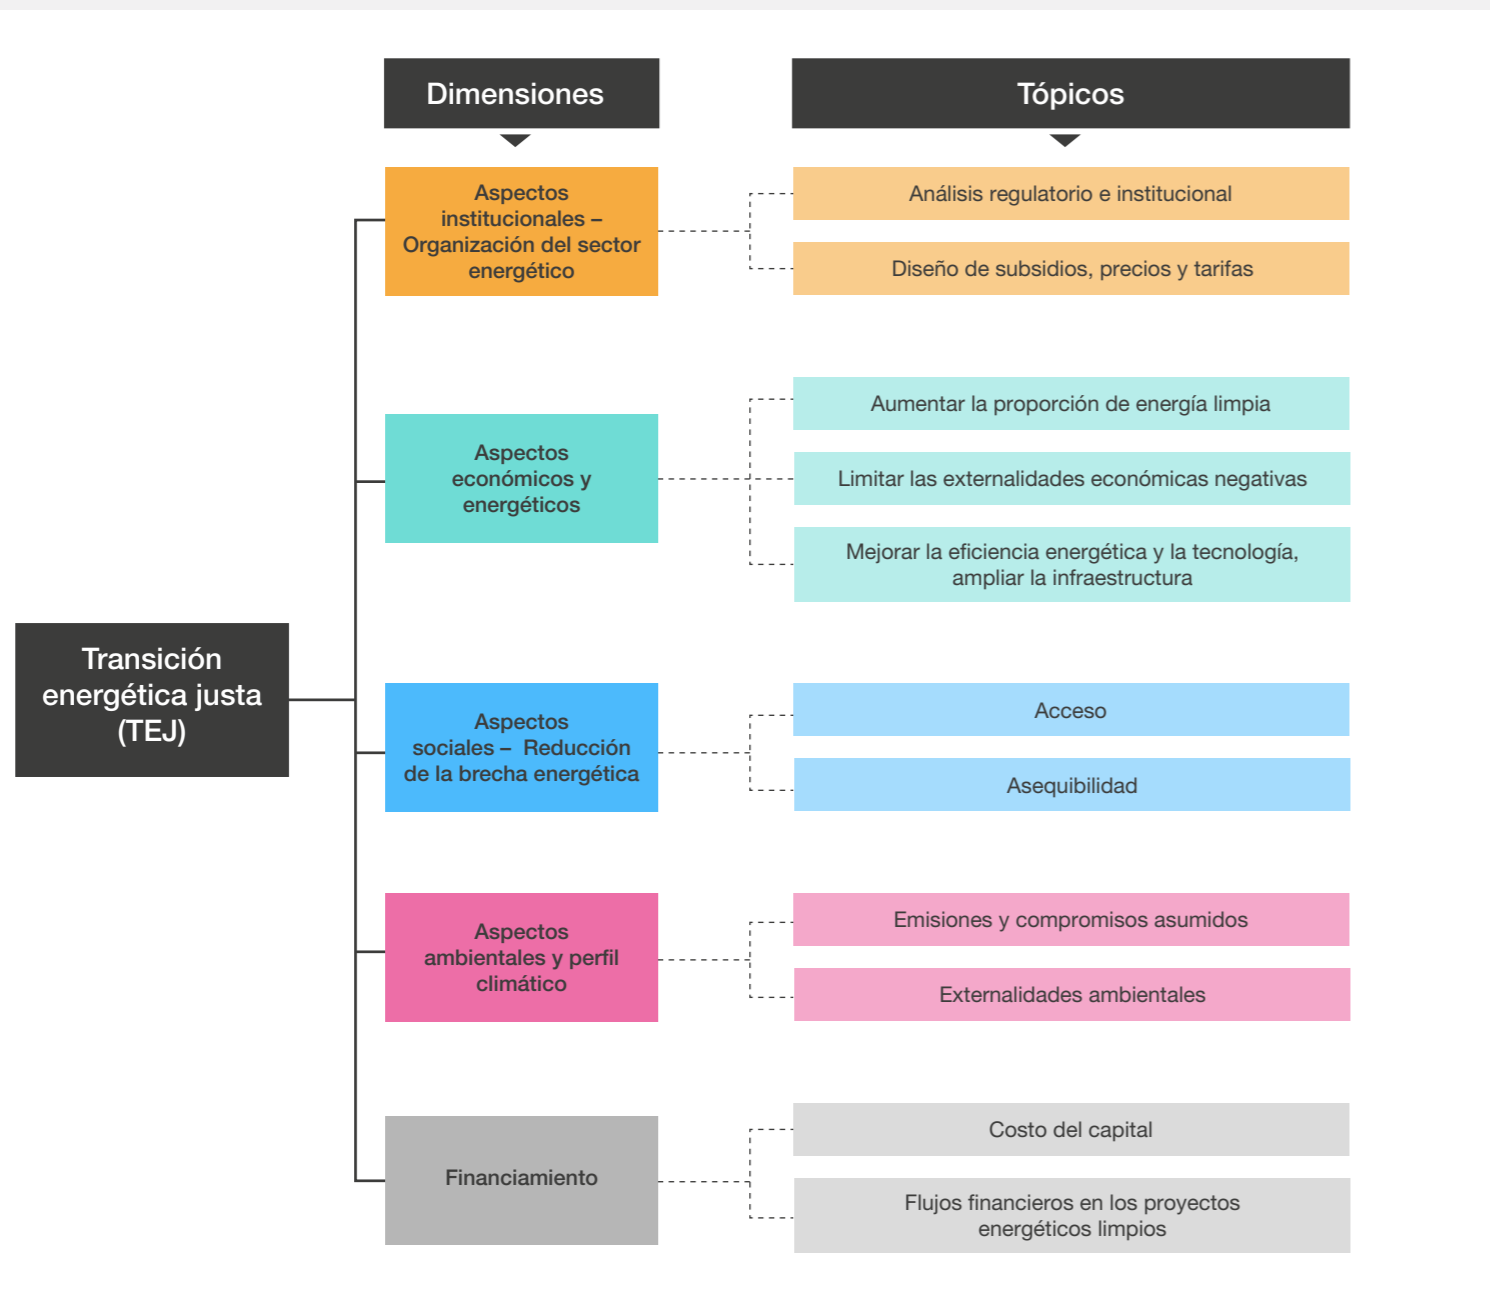 Dimensiones
Tópicos
Transición
energética justa
(TEJ)
Aspectos
institucionales –
Organización del sector
energético
Análisis regulatorio e institucional
Diseño de subsidios, precios y tarifas
Aspectos
económicos y
energéticos
Aumentar la proporción de energía limpia
Limitar las externalidades económicas negativas
Mejorar la eficiencia energética y la tecnología,
ampliar la infraestructura
Aspectos
sociales – Reducción
de la brecha energética
Acceso
Asequibilidad
Aspectos
ambientales y perfil
climático
Emisiones y compromisos asumidos
Externalidades ambientales
Financiamiento
Costo del capital
Flujos financieros en los proyectos
energéticos limpios